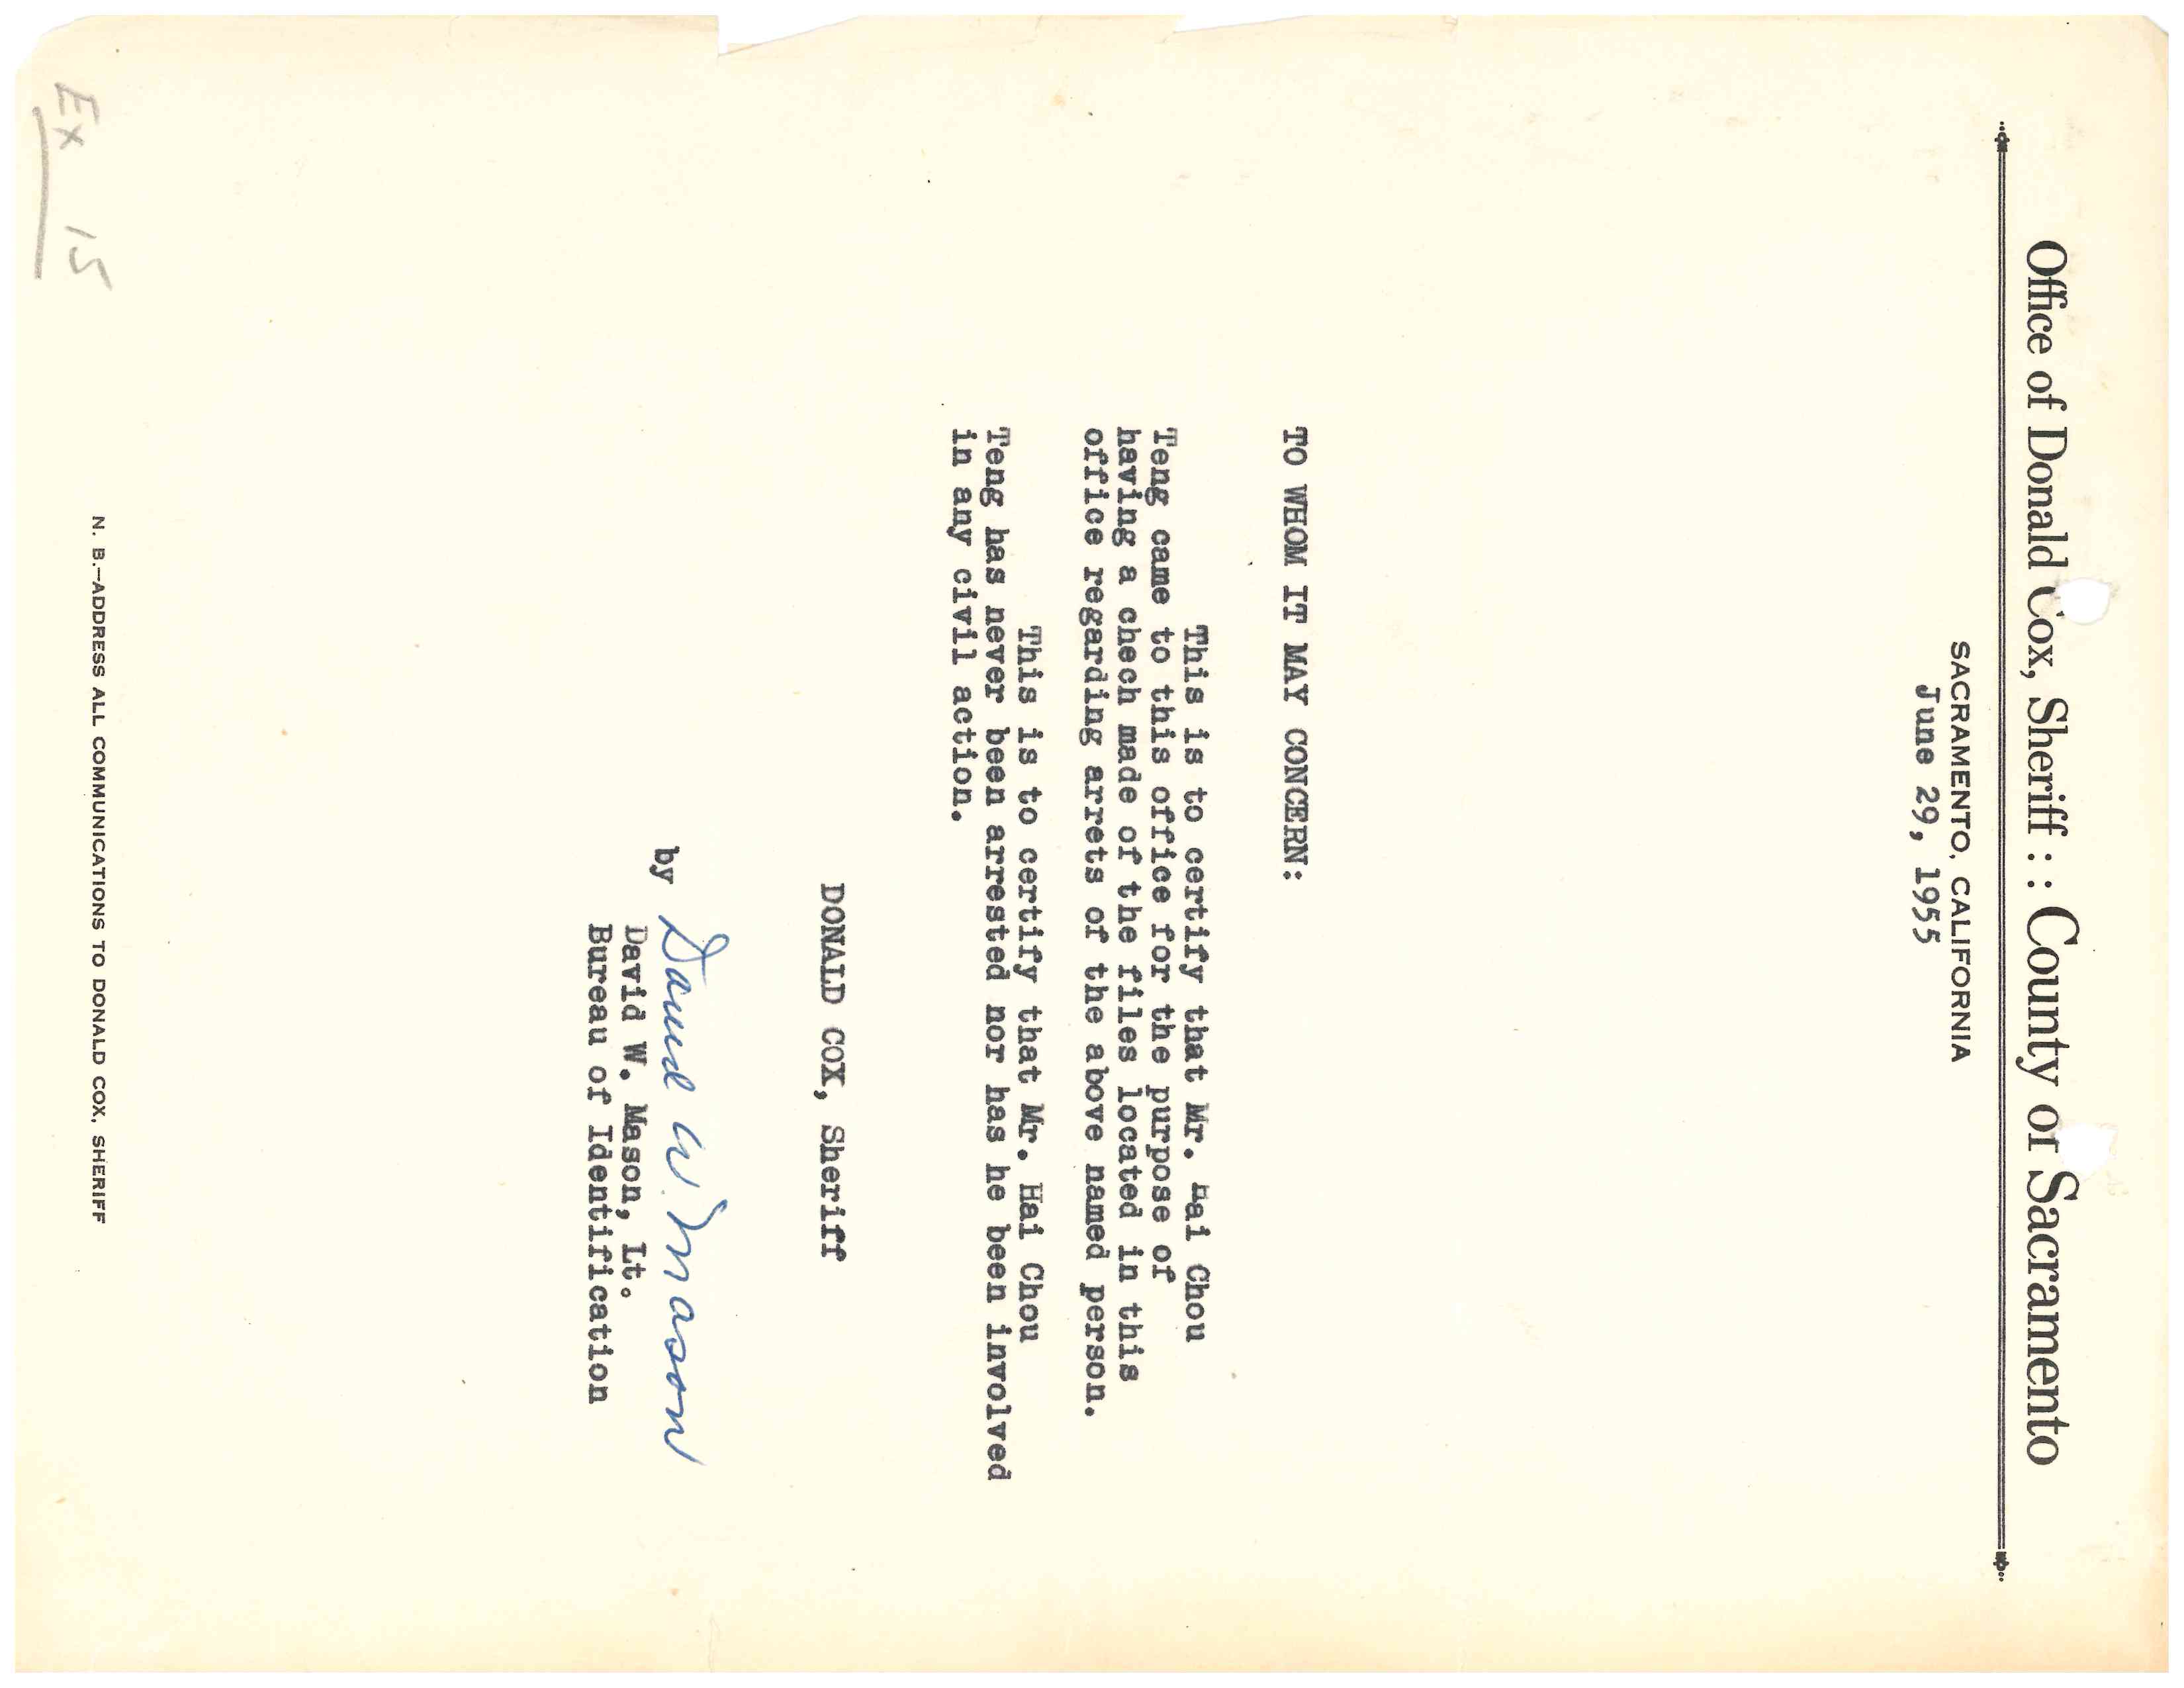 Office of Donald Cox, Sheriff : : County of Sacramento
SACRAMENTO, CALIFORNIA
June 29, 1955
TO WHOM IT MAY CONCERN:
This is to certify that Mr. Hai Chou
Teng came to this office for the purpose of
having a chech made of the files located in this
office regarding arrets of the above named person.
This is to certify that Mr. Hai Chou
Teng has never been arrested nor has he been involved
in any civil action.
DONALD COX, Sheriff
by David W. Mason
David W. Mason, Lt.
Bureau of Identification
N. B.—ADDRESS ALL COMMUNICATIONS TO DONALD COX, SHERIFF
Ex 15